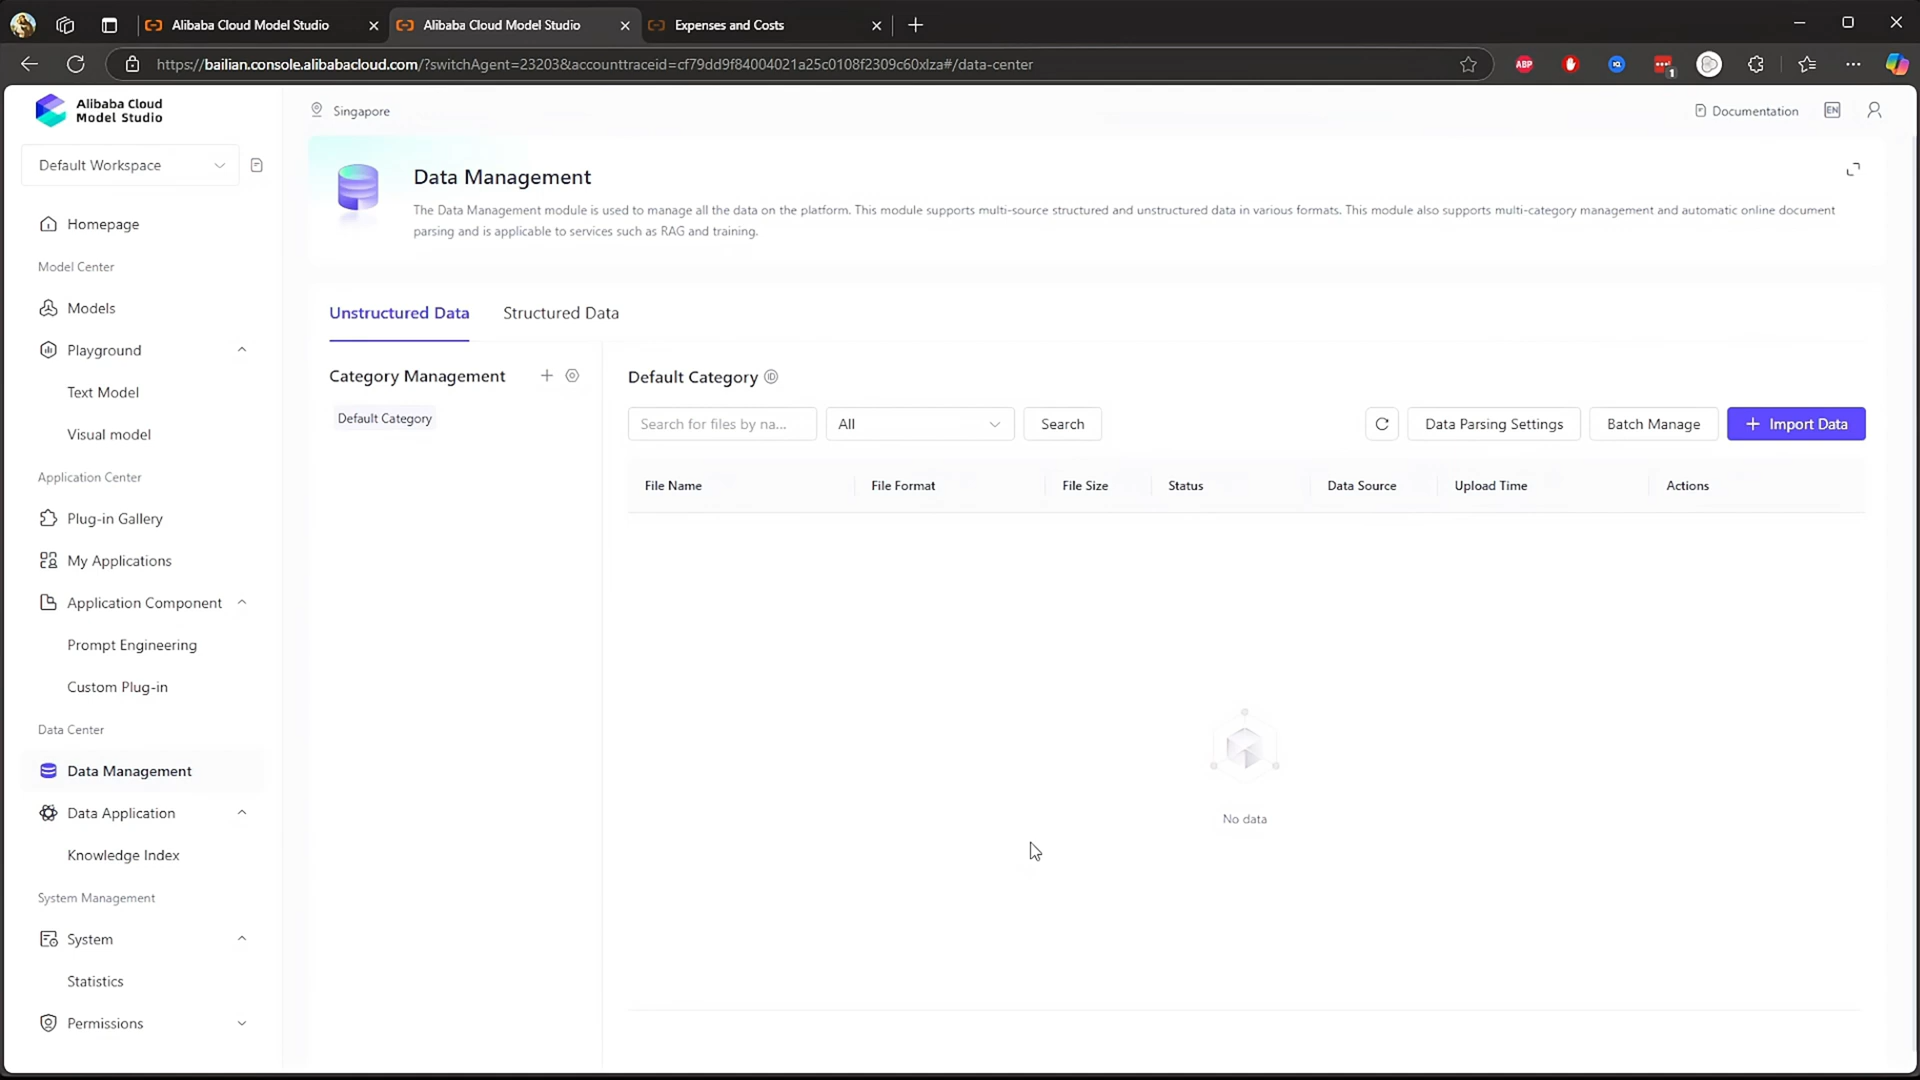 Alibaba Cloud Model Studio
Alibaba Cloud Model Studio
Expenses and Costs
https://bailian.console.alibabacloud.com/?switchAgent=23203&accounttraceid=cf79dd9f84004021a25c0108f2309c60xlza#/data-center
ABP
1
Alibaba Cloud
Model Studio
Singapore
Documentation
EN
Default Workspace
Data Management
The Data Management module is used to manage all the data on the platform. This module supports multi-source structured and unstructured data in various formats. This module also supports multi-category management and automatic online document
parsing and is applicable to services such as RAG and training.
Homepage
Model Center
Models
Playground
Text Model
Visual model
Application Center
Plug-in Gallery
My Applications
Application Component
Prompt Engineering
Custom Plug-in
Data Center
Data Management
Data Application
Knowledge Index
System Management
System
Statistics
Permissions
Unstructured Data
Structured Data
Category Management
Default Category
Default Category
Search for files by na...
All
Search
Data Parsing Settings
Batch Manage
Import Data
File Name
File Format
File Size
Status
Data Source
Upload Time
Actions
No data